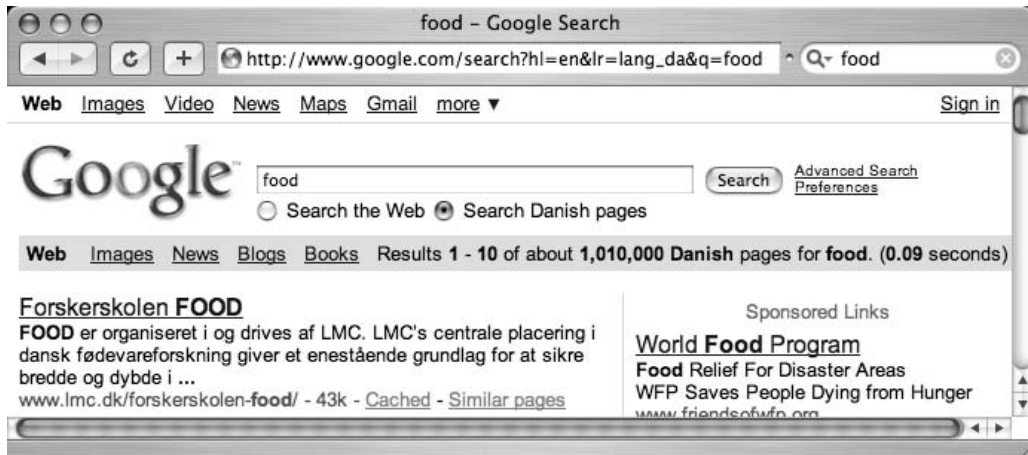 food – Google Search
http://www.google.com/search?hl=en&lr=lang_da&q=food
food
Web Images Video News Maps Gmail more ▼ Sign in
Google™
food
Search
Advanced Search
Preferences
Search the Web Search Danish pages
Web Images News Blogs Books Results 1 - 10 of about 1,010,000 Danish pages for food. (0.09 seconds)
Forskerskolen FOOD
FOOD er organiseret i og drives af LMC. LMC's centrale placering i
dansk fødevareforskning giver et enestående grundlag for at sikre
bredde og dybde i ...
www.lmc.dk/forskerskolen-food/ - 43k - Cached - Similar pages
Sponsored Links
World Food Program
Food Relief For Disaster Areas
WFP Saves People Dying from Hunger
www.friendsofwfp.org